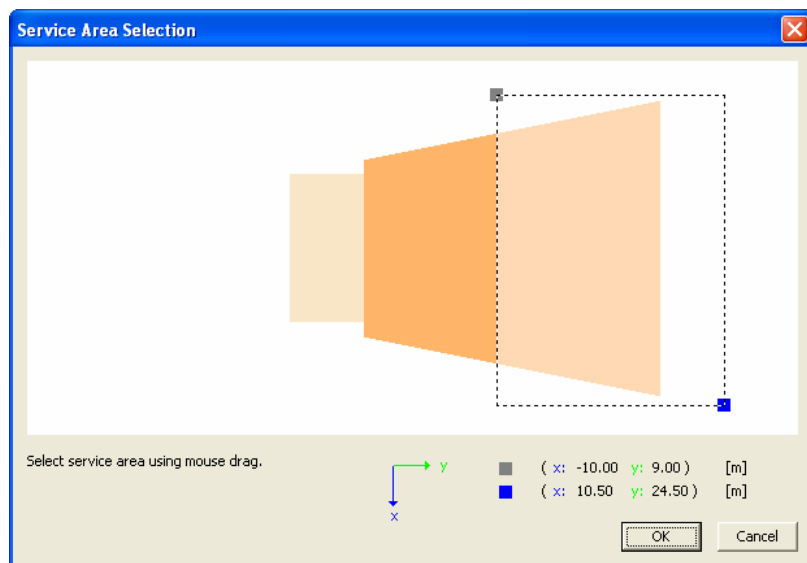 Service Area Selection
Select service area using mouse drag.
y
x
( x: -10.00 y: 9.00 ) [m]
( x: 10.50 y: 24.50 ) [m]
OK Cancel